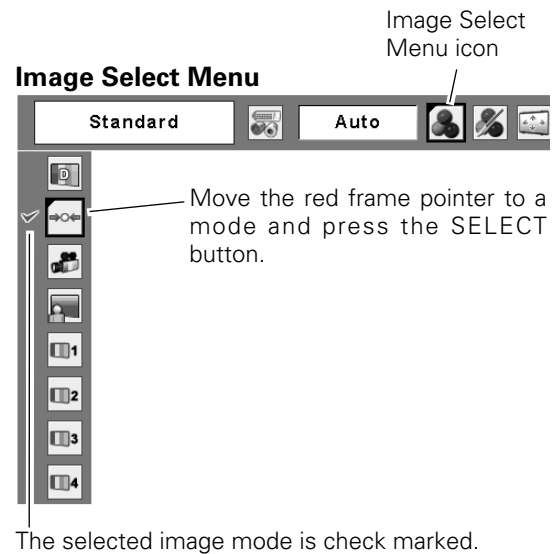 Image Select
Menu icon
Image Select Menu
Standard
Auto
D
Move the red frame pointer to a
mode and press the SELECT
button.
1
2
3
4
The selected image mode is check marked.